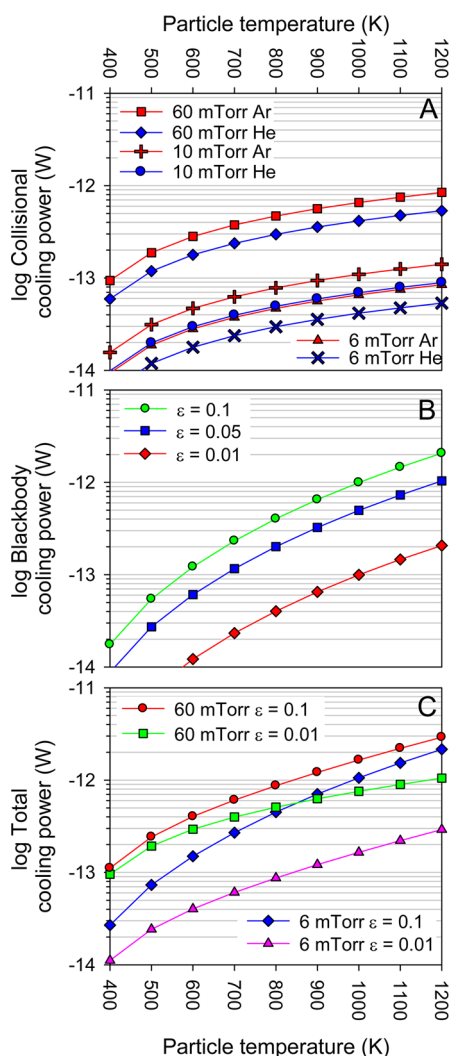 Particle temperature (K)
400 500 600 700 800 900 1000 1100 1200
log Collisional
cooling power (W)
-11
-12
-13
-14
A
60 mTorr Ar
60 mTorr He
10 mTorr Ar
10 mTorr He
6 mTorr Ar
6 mTorr He
log Blackbody
cooling power (W)
-11
-12
-13
-14
B
ε = 0.1
ε = 0.05
ε = 0.01
log Total
cooling power (W)
-11
-12
-13
-14
C
60 mTorr ε = 0.1
60 mTorr ε = 0.01
6 mTorr ε = 0.1
6 mTorr ε = 0.01
400 500 600 700 800 900 1000 1100 1200
Particle temperature (K)